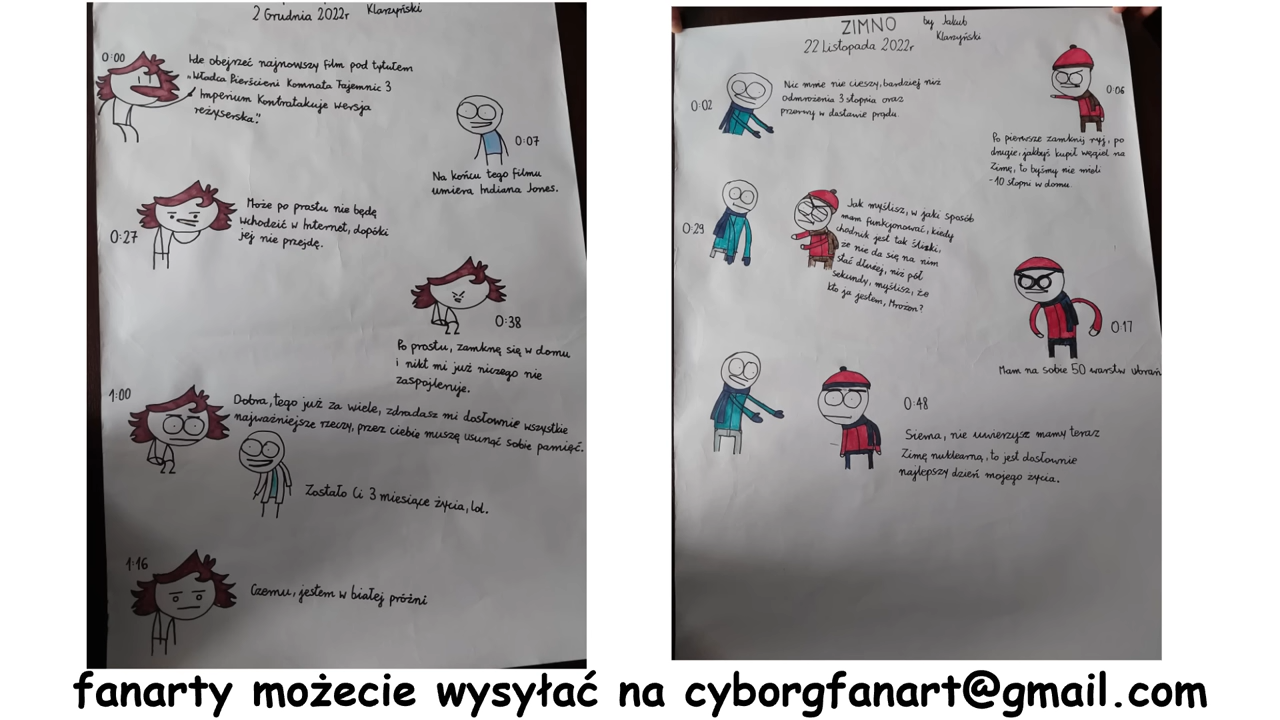 2 Grudnia 2022r
Klarzyński
0:00
Idę obejrzeć najnowszy film pod tytułem
"Władca Pierścieni Komnata Tajemnic 3
Imperium Kontratakuje wersja
reżyserska".
0:07
Na końcu tego filmu
umiera Indiana Jones.
0:27
Może po prostu nie będę
wchodzić w Internet, dopóki
jej nie przejdę.
0:38
Po prostu, zamknę się w domu
i nikt mi już niczego nie
zaspojleruje.
1:00
Dobra, tego już za wiele, zdradasz mi dosłownie wszystkie
najważniejsze rzeczy, przez ciebie muszę usunąć sobie pamięć.
Zostało Ci 3 miesiące życia, lol.
1:16
Czemu, jestem w białej próżni
ZIMNO
by Jakub
Klarzyński
22 Listopada 2022r
0:02
Nic mnie nie cieszy, bardziej niż
odmrożenia 3 stopnia oraz
przerwy w dostawie prądu.
0:06
Po pierwsze zamknij ryj, po
drugie, jakbyś kupił węgiel na
Zimę, to byśmy nie mieli
-10 stopni w domu.
0:29
Jak myślisz, w jaki sposób
mam funkcjonować, kiedy
chodnik jest tak śliski,
że nie da się na nim
stać dłużej, niż pół
sekundy, myślisz, że
kto ja jestem, Mrożon?
0:17
Mam na sobie 50 warstw ubrań
0:48
Siema, nie uwierzysz mamy teraz
Zimę nuklearną, to jest dosłownie
najlepszy dzień mojego życia.
fanarty możecie wysyłać na cyborgfanart@gmail.com